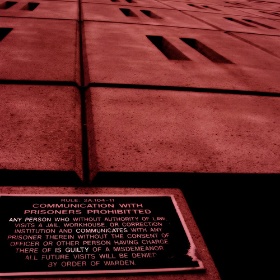 RULE 2A:104-11
COMMUNICATION WITH
PRISONERS PROHIBITTED
ANY PERSON WHO WITHOUT AUTHORITY OF LAW
VISITS A JAIL, WORKHOUSE, OR CORRECTION
INSTITUTION AND COMMUNICATES WITH ANY
PRISONER THEREIN WITHOUT THE CONSENT OF
OFFICER OR OTHER PERSON HAVING CHARGE
THERE OF IS GUILTY OF A MISDEMEANOR.
ALL FUTURE VISITS WILL BE DENIED
BY ORDER OF WARDEN.